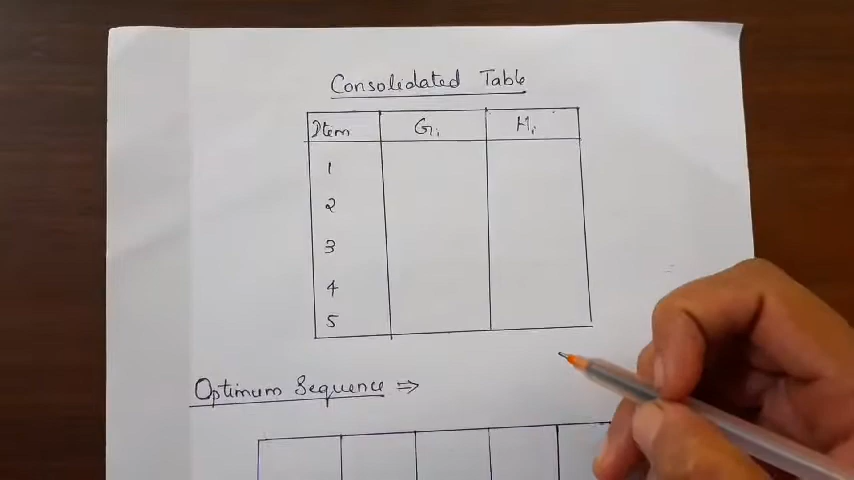 Consolidated Table
Item Gi Hi
1
2
3
4
5
Optimum Sequence ⇒